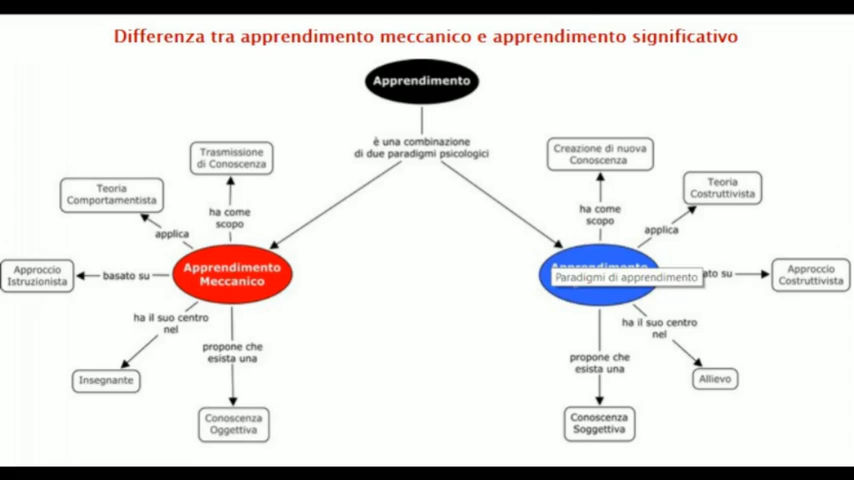 Differenza tra apprendimento meccanico e apprendimento significativo
Apprendimento
è una combinazione
di due paradigmi psicologici
Trasmissione
di Conoscenza
Teoria
Comportamentista
ha come
scopo
applica
Approccio
Istruzionista
basato su
Apprendimento
Meccanico
ha il suo centro
nel
propone che
esista una
Insegnante
Conoscenza
Oggettiva
Creazione di nuova
Conoscenza
Teoria
Costruttivista
ha come
scopo
applica
Paradigmi di apprendimento
su
Approccio
Costruttivista
ha il suo centro
nel
propone che
esista una
Allievo
Conoscenza
Soggettiva